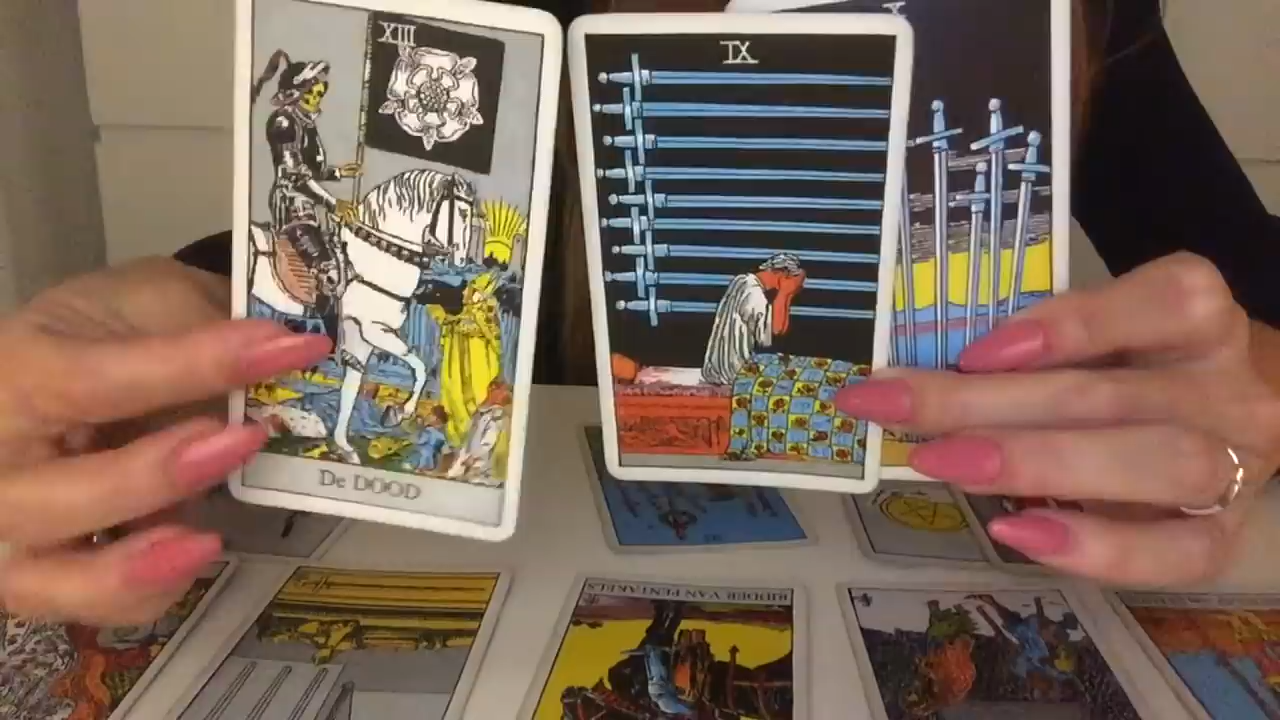 XIII
IX
X
De DOOD
RIDDER VAN PENTAKELS